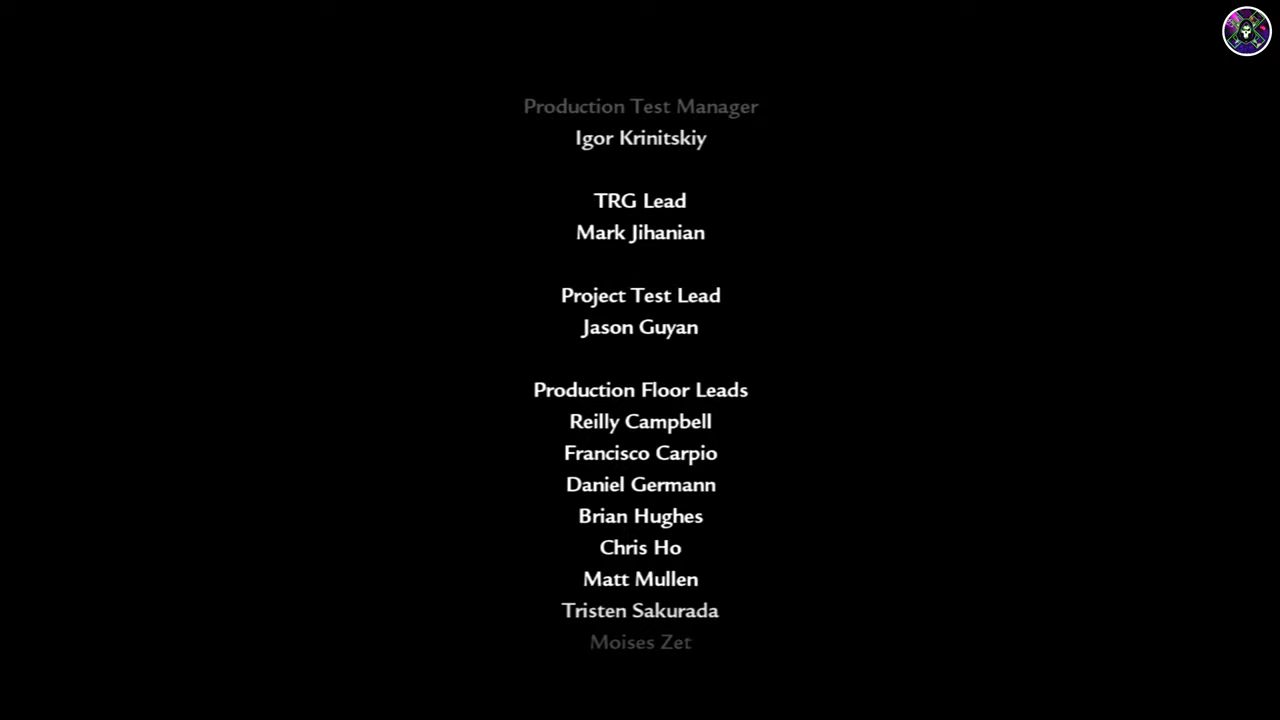 Production Test Manager
Igor Krinitskiy
TRG Lead
Mark Jihanian
Project Test Lead
Jason Guyan
Production Floor Leads
Reilly Campbell
Francisco Carpio
Daniel Germann
Brian Hughes
Chris Ho
Matt Mullen
Tristen Sakurada
Moises Zet